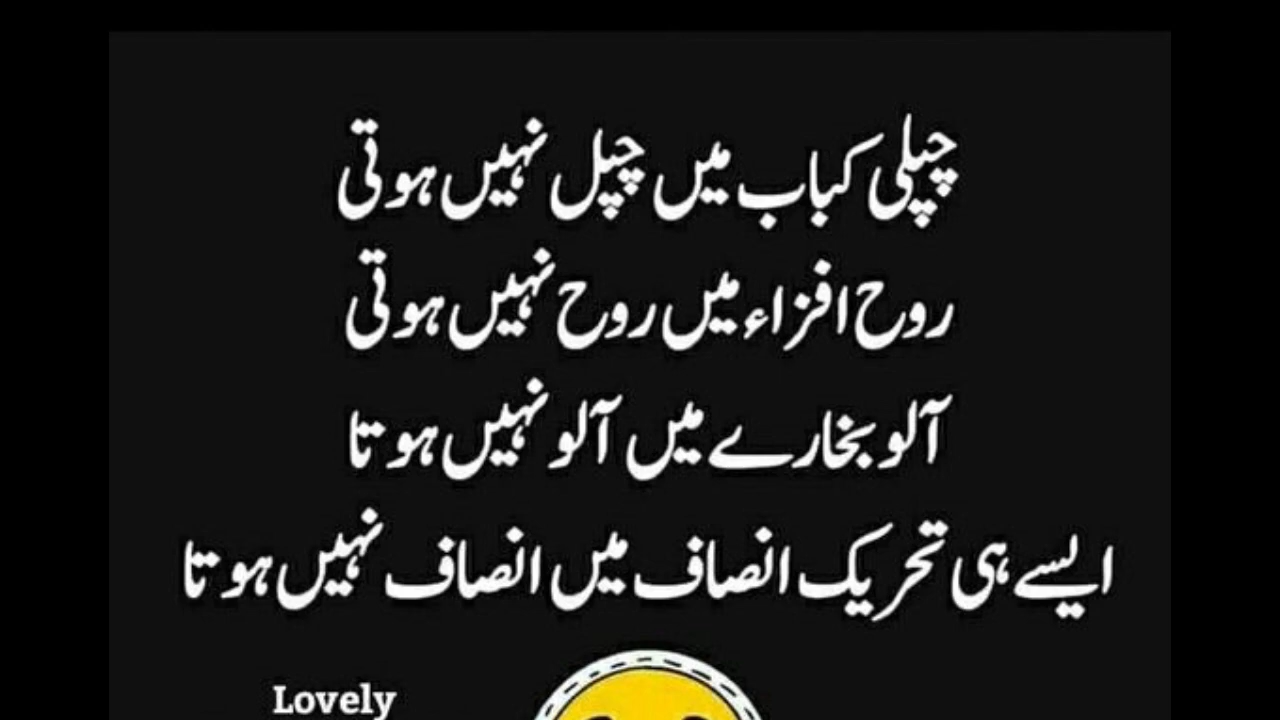 چپلی کباب میں چپل نہیں ہوتی
روح افزاء میں روح نہیں ہوتی
آلو بخارے میں آلو نہیں ہوتا
ایسے ہی تحریک انصاف میں انصاف نہیں ہوتا
Lovely